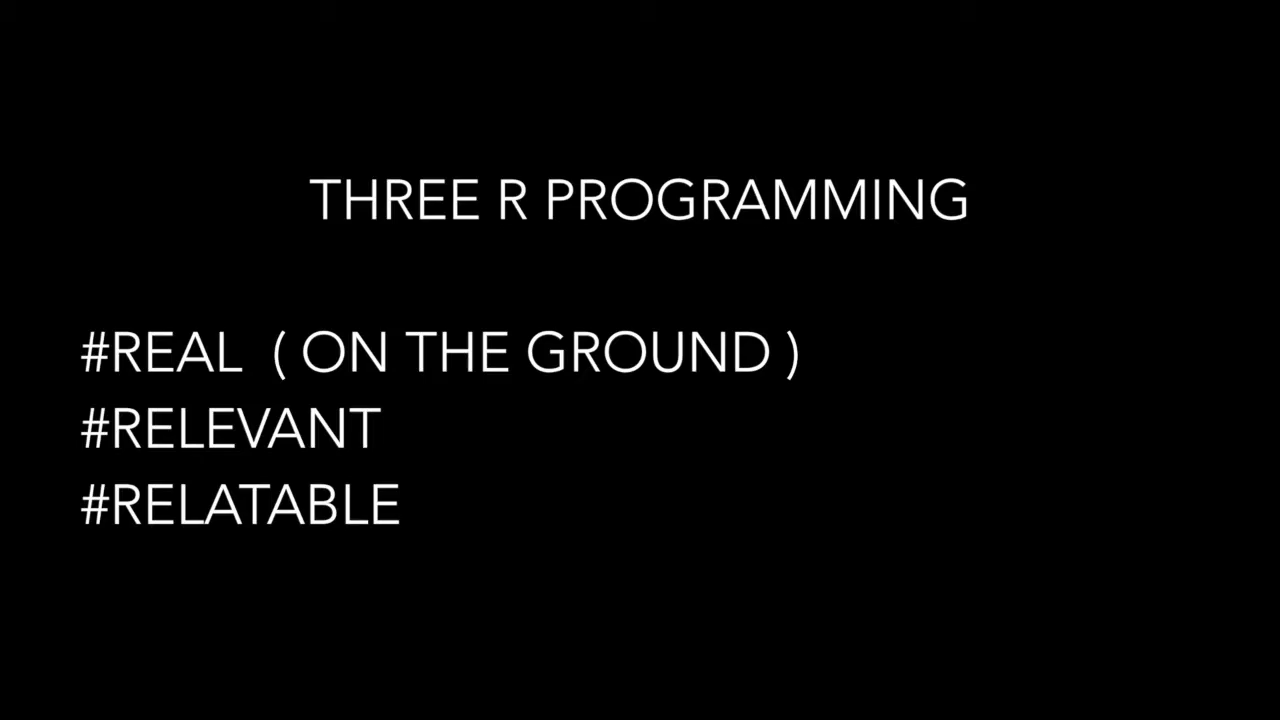 THREE R PROGRAMMING
#REAL ( ON THE GROUND )
#RELEVANT
#RELATABLE